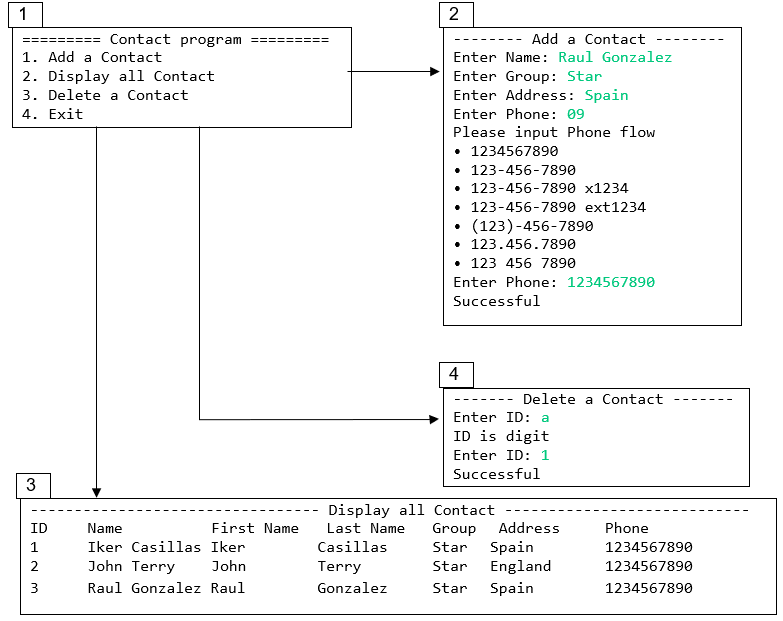 1
========= Contact program =========
1. Add a Contact
2. Display all Contact
3. Delete a Contact
4. Exit
2
-------- Add a Contact --------
Enter Name: Raul Gonzalez
Enter Group: Star
Enter Address: Spain
Enter Phone: 09
Please input Phone flow
• 1234567890
• 123-456-7890
• 123-456-7890 x1234
• 123-456-7890 ext1234
• (123)-456-7890
• 123.456.7890
• 123 456 7890
Enter Phone: 1234567890
Successful
4
------- Delete a Contact -------
Enter ID: a
ID is digit
Enter ID: 1
Successful
3
--------------------------------- Display all Contact ----------------------------
ID Name First Name Last Name Group Address Phone
1 Iker Casillas Iker Casillas Star Spain 1234567890
2 John Terry John Terry Star England 1234567890
3 Raul Gonzalez Raul Gonzalez Star Spain 1234567890